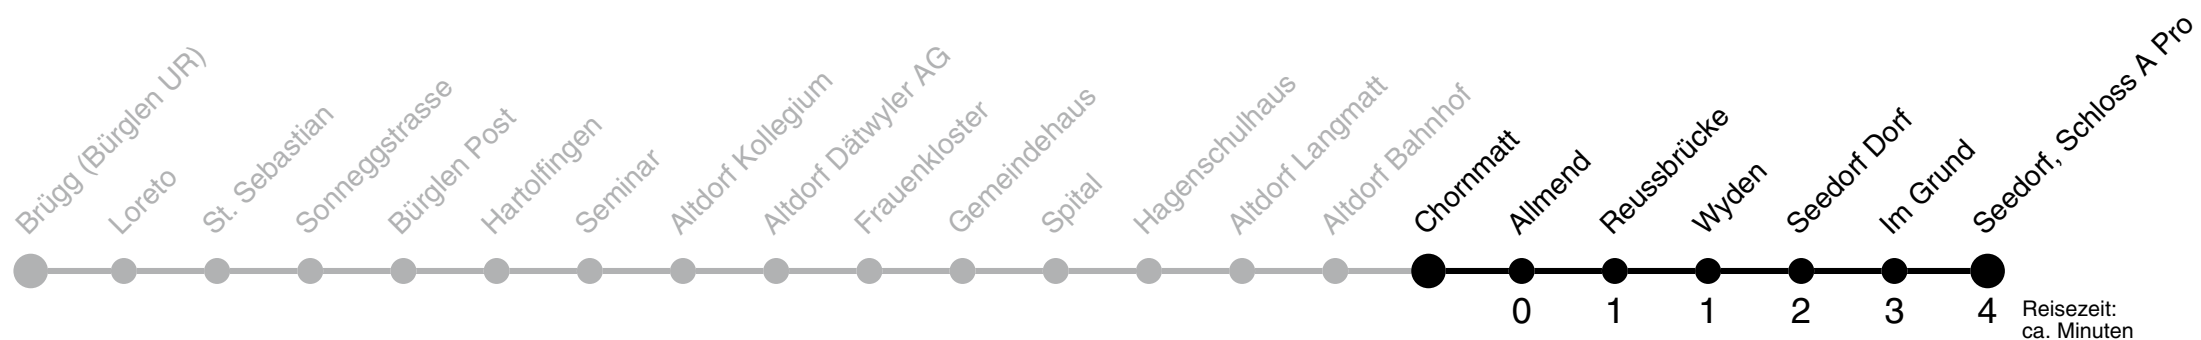 Brügg (Bürglen UR)
Loreto
St. Sebastian
Sonneggstrasse
Bürglen Post
Hartolfingen
Seminar
Altdorf Kollegium
Altdorf Dätwyler AG
Frauenkloster
Gemeindehaus
Spital
Hagenschulhaus
Altdorf Langmatt
Altdorf Bahnhof
Chornmatt
Allmend
Reussbrücke
Wyden
Seedorf Dorf
Im Grund
Seedorf, Schloss A Pro
0 1 1 2 3 4
Reisezeit:
ca. Minuten